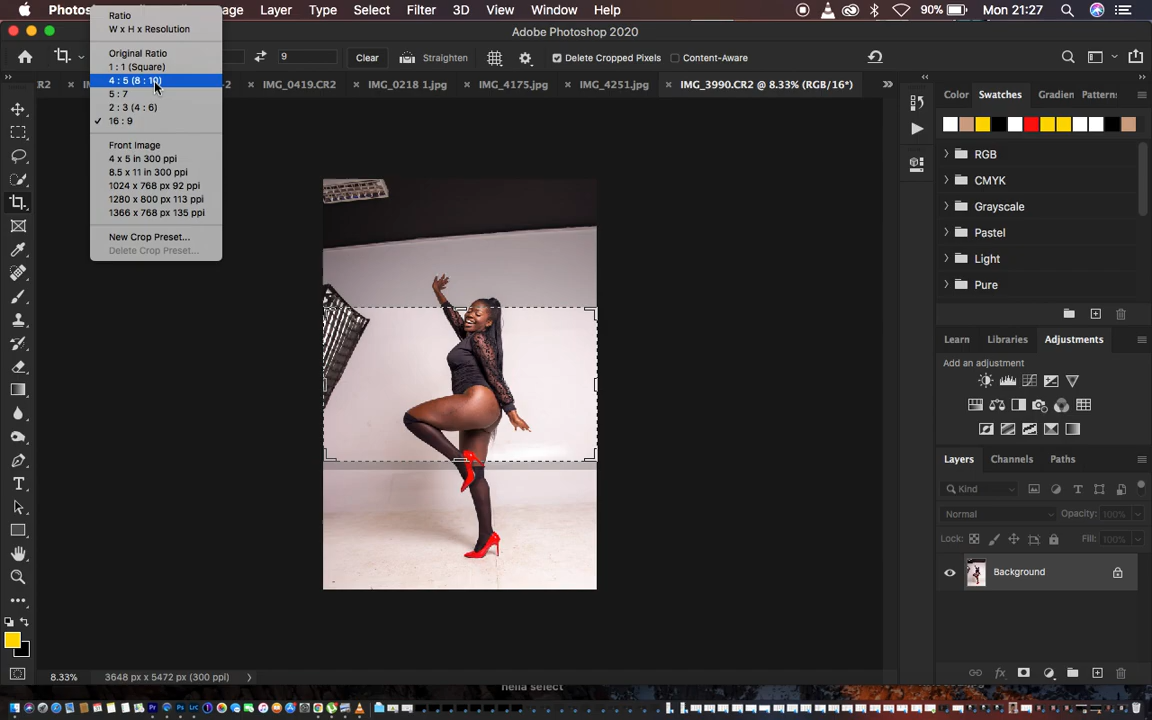 Photos age Layer Type Select Filter 3D View Window Help 90% Mon 21:27
Adobe Photoshop 2020
9 Clear Straighten Content-Aware
Ratio
W x H x Resolution
Original Ratio
1 : 1 (Square)
4 : 5 (8 : 10)
5 : 7
2 : 3 (4 : 6)
16 : 9
Front Image
4 x 5 in 300 ppi
8.5 x 11 in 300 ppi
1024 x 768 px 92 ppi
1280 x 800 px 113 ppi
1366 x 768 px 135 ppi
New Crop Preset...
Delete Crop Preset...
R2 IMG_0419.CR2 IMG_0218 1.jpg IMG_4175.jpg IMG_4251.jpg IMG_3990.CR2 @ 8.33% (RGB/16*)
Color Swatches Gradien Pattern
RGB
CMYK
Grayscale
Pastel
Light
Pure
Learn Libraries Adjustments
Add an adjustment
Layers Channels Paths
Kind
Normal Opacity: 100%
Lock: Fill: 100%
Background
8.33% 3648 px x 5472 px (300 ppi)
nella select